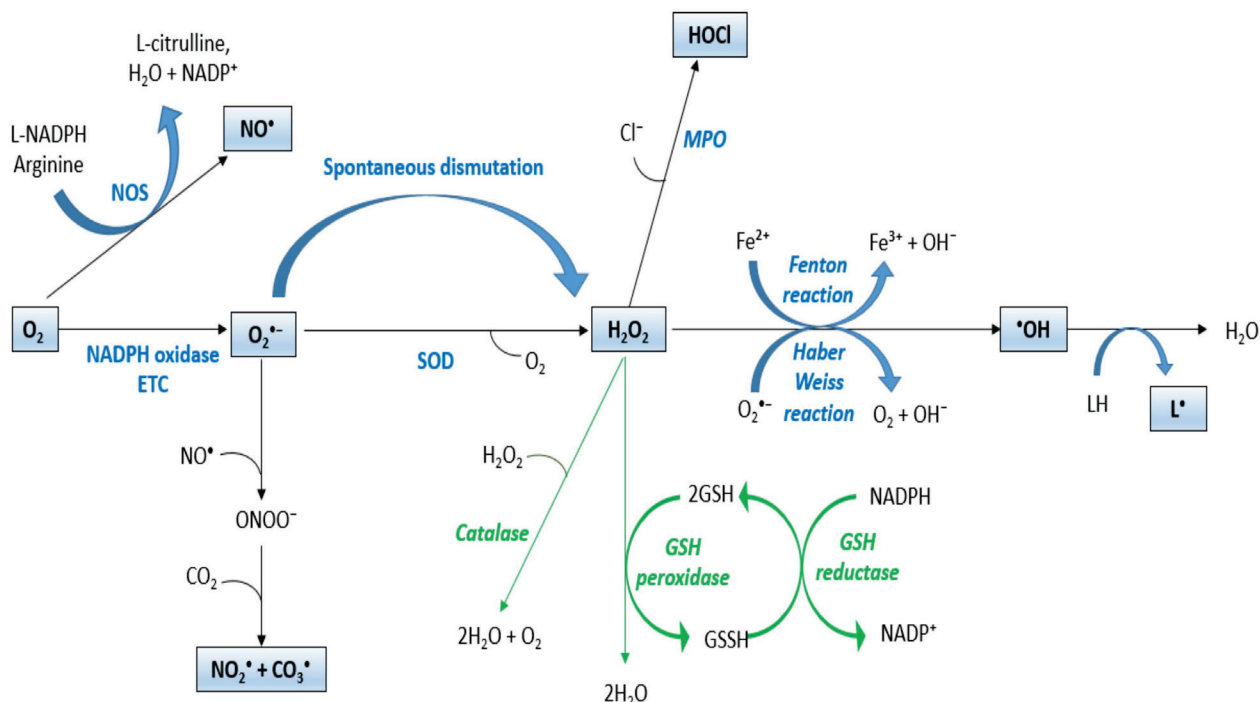 L-citrulline,
H₂O + NADP⁺
HOCl
L-NADPH
Arginine
NO•
NOS
Cl⁻
MPO
Spontaneous dismutation
Fe²⁺
Fe³⁺ + OH⁻
Fenton
reaction
O₂
O₂•⁻
H₂O₂
•OH
H₂O
NADPH oxidase
ETC
SOD
O₂
Haber
Weiss
reaction
O₂•⁻
O₂ + OH⁻
LH
L•
NO•
ONOO⁻
CO₂
NO₂• + CO₃•
H₂O₂
Catalase
2H₂O + O₂
2H₂O
2GSH
NADPH
GSH
peroxidase
GSH
reductase
GSSH
NADP⁺